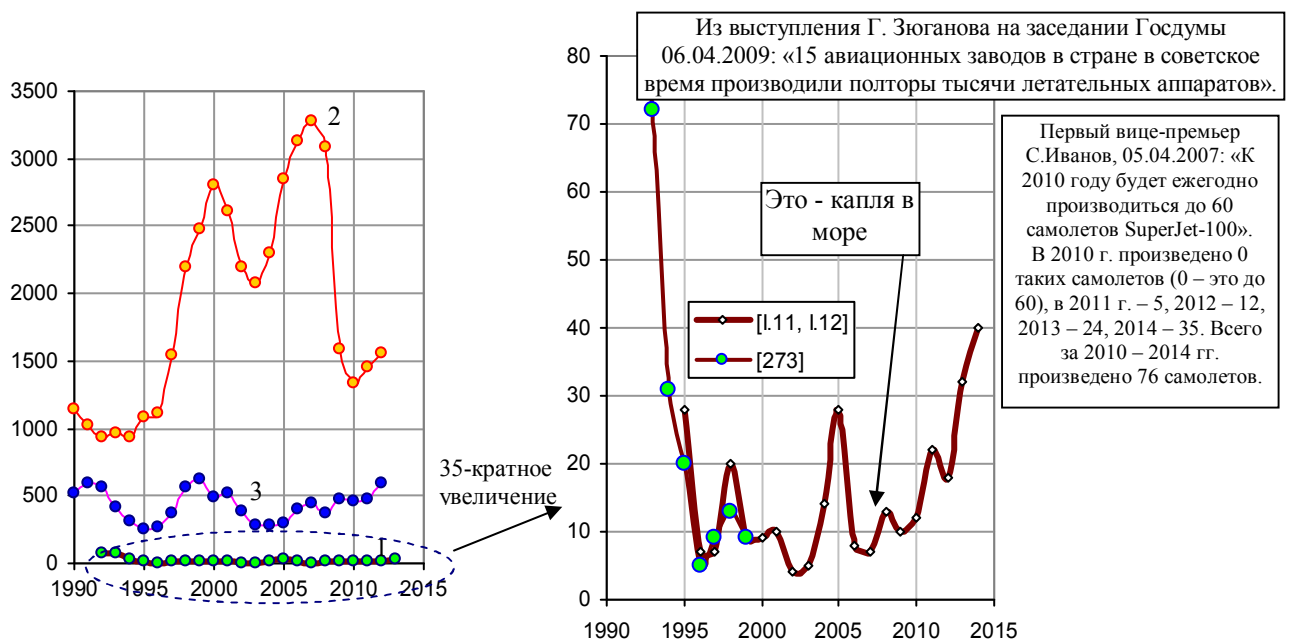 Из выступления Г. Зюганова на заседании Госдумы
06.04.2009: «15 авиационных заводов в стране в советское
время производили полторы тысячи летательных аппаратов».
3500
3000
2500
2000
1500
1000
500
0
1990
1995
2000
2005
2010
2015
2
3
35-кратное
увеличение
80
70
60
50
40
30
20
10
0
1990
1995
2000
2005
2010
2015
Это - капля в
море
[I.11, I.12]
[273]
Первый вице-премьер
С.Иванов, 05.04.2007: «К
2010 году будет ежегодно
производиться до 60
самолетов SuperJet-100».
В 2010 г. произведено 0
таких самолетов (0 – это до
60), в 2011 г. – 5, 2012 – 12,
2013 – 24, 2014 – 35. Всего
за 2010 – 2014 гг.
произведено 76 самолетов.